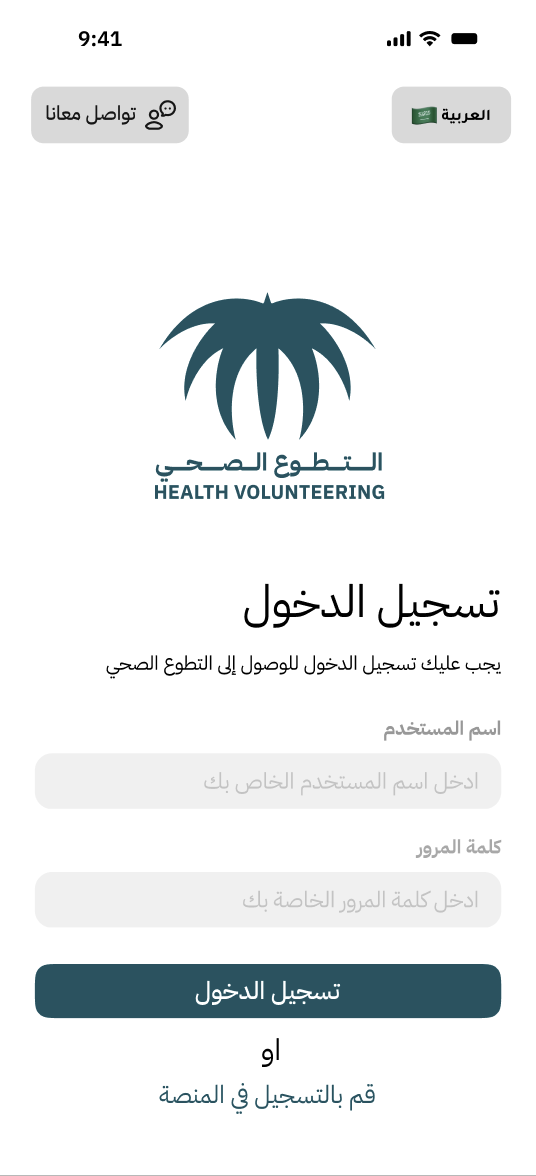 9:41
العربية
تواصل معانا
التطوع الصحي
HEALTH VOLUNTEERING
تسجيل الدخول
يجب عليك تسجيل الدخول للوصول إلى التطوع الصحي
اسم المستخدم
ادخل اسم المستخدم الخاص بك
كلمة المرور
ادخل كلمة المرور الخاصة بك
تسجيل الدخول
او
قم بالتسجيل في المنصة